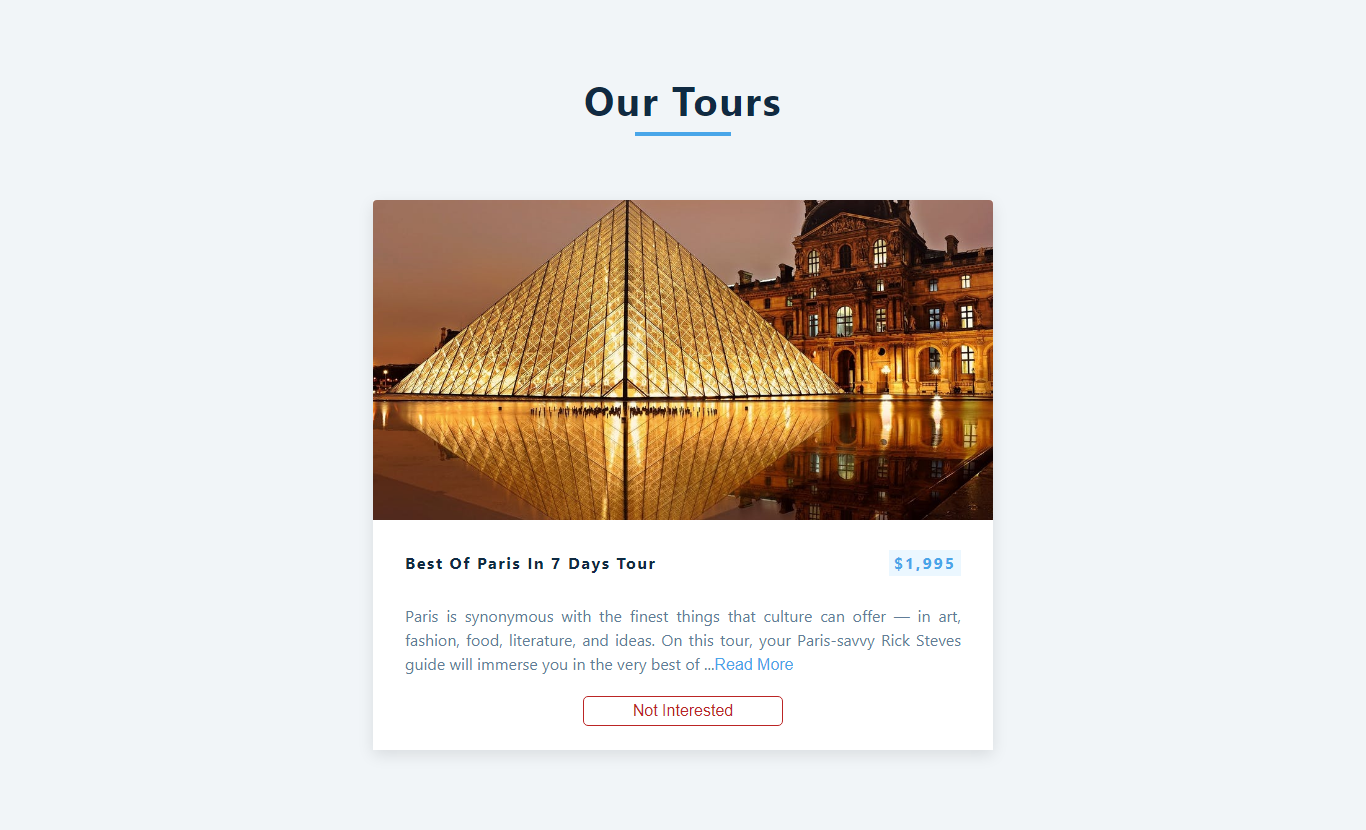 Our Tours
Best Of Paris In 7 Days Tour
$1,995
Paris is synonymous with the finest things that culture can offer — in art,
fashion, food, literature, and ideas. On this tour, your Paris-savvy Rick Steves
guide will immerse you in the very best of ...Read More
Not Interested